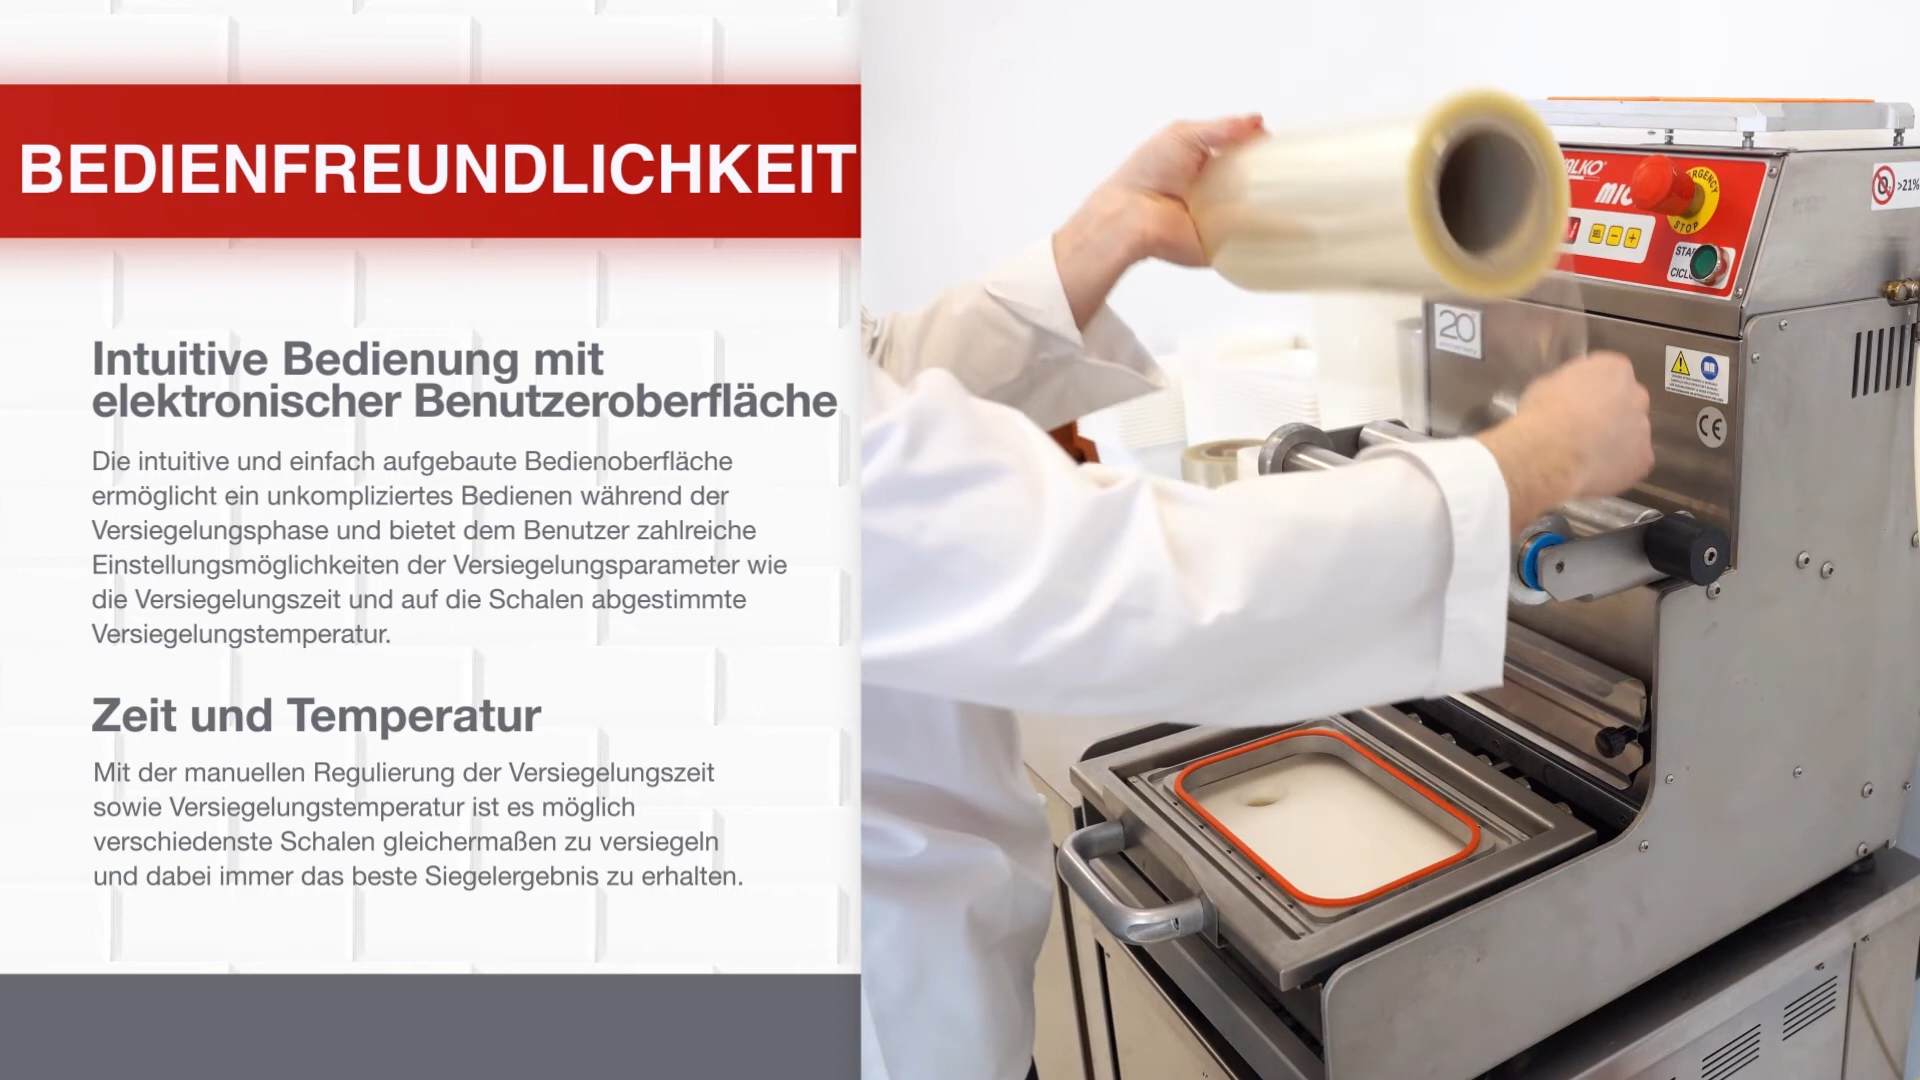 BEDIENFREUNDLICHKEIT
Intuitive Bedienung mit
elektronischer Benutzeroberfläche
Die intuitive und einfach aufgebaute Bedienoberfläche
ermöglicht ein unkompliziertes Bedienen während der
Versiegelungsphase und bietet dem Benutzer zahlreiche
Einstellungsmöglichkeiten der Versiegelungsparameter wie
die Versiegelungszeit und auf die Schalen abgestimmte
Versiegelungstemperatur.
Zeit und Temperatur
Mit der manuellen Regulierung der Versiegelungszeit
sowie Versiegelungstemperatur ist es möglich
verschiedenste Schalen gleichermaßen zu versiegeln
und dabei immer das beste Siegelergebnis zu erhalten.
SEL - +
STOP
>21%
20
CE